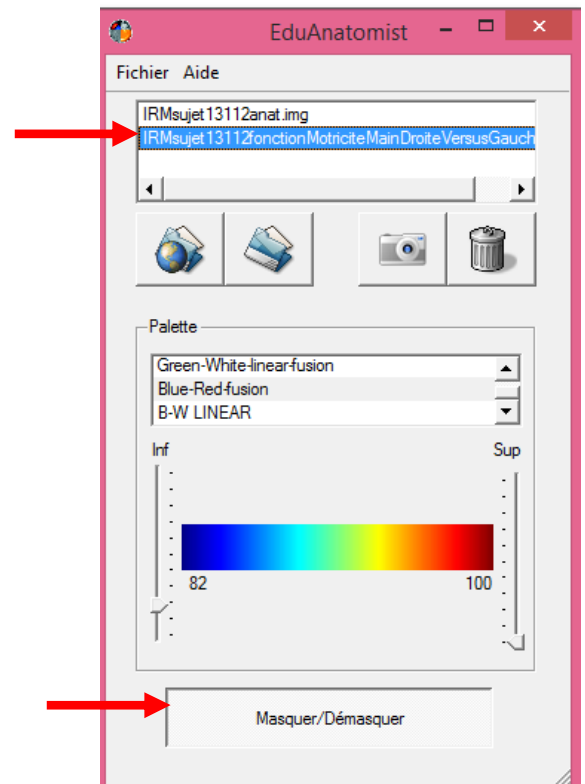 EduAnatomist
Fichier Aide
IRMsujet13112anat.img
IRMsujet13112fonctionMotriciteMainDroiteVersusGauch
Palette
Green-White-linear-fusion
Blue-Red-fusion
B-W LINEAR
Inf Sup
82 100
Masquer/Démasquer